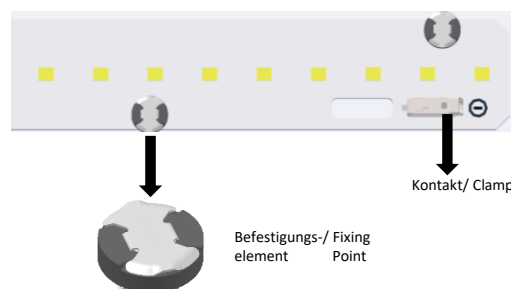 Kontakt/ Clamp
Befestigungs-/ Fixing
element Point